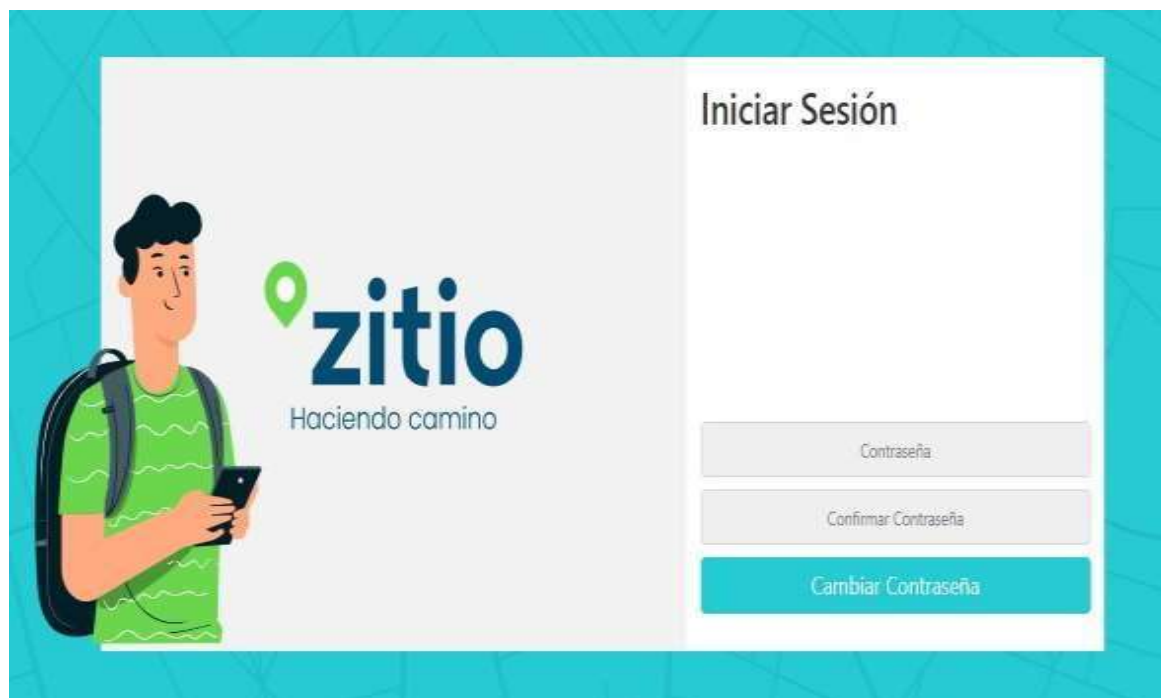 Iniciar Sesión
zitio
Haciendo camino
Contraseña
Confirmar Contraseña
Cambiar Contraseña